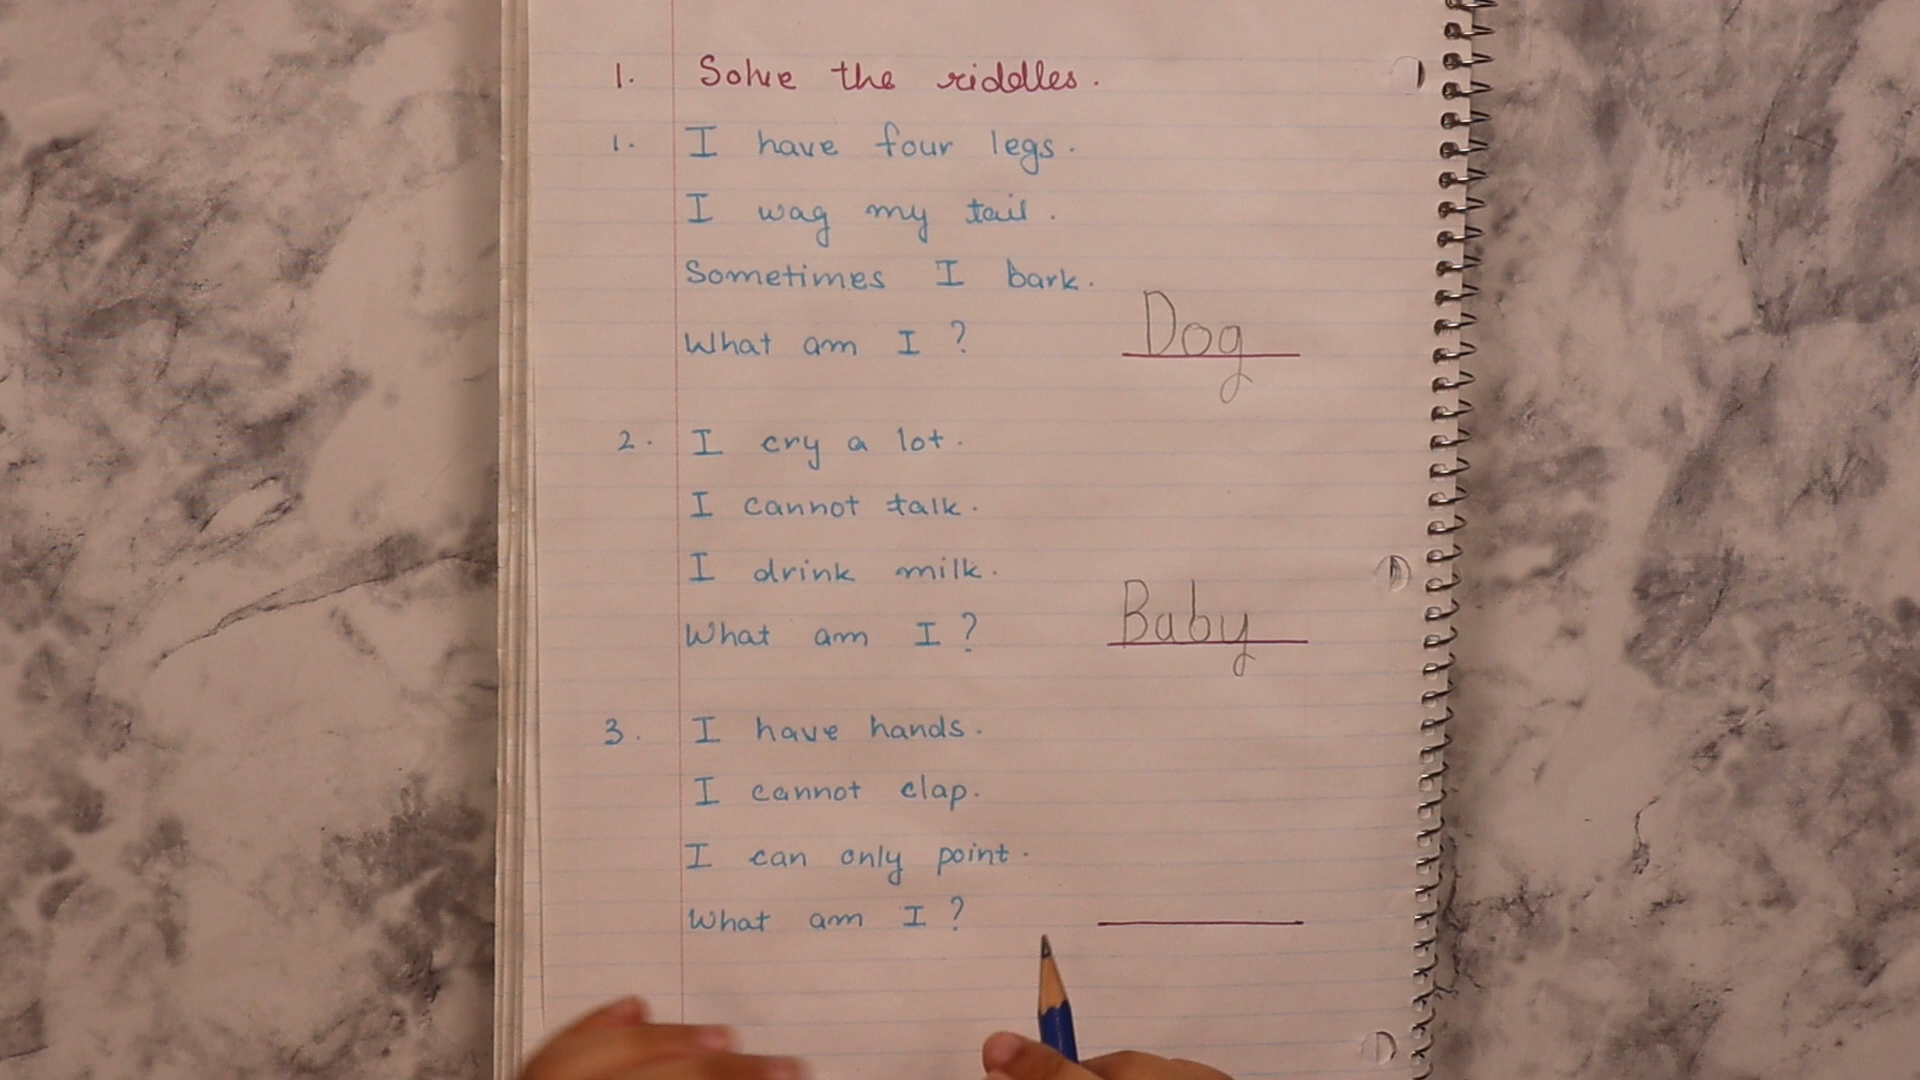 1. Solve the riddles.
1. I have four legs.
I wag my tail.
Sometimes I bark.
What am I ? Dog
2. I cry a lot.
I cannot talk.
I drink milk.
What am I ? Baby
3. I have hands.
I cannot clap.
I can only point.
What am I ?